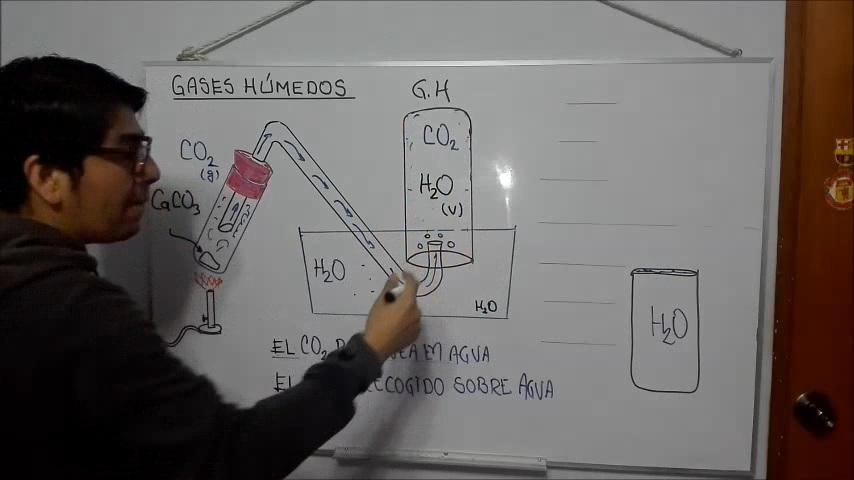 GASES HÚMEDOS
G.H
CO2
(g)
CaCO3
CO2
H2O
(V)
H2O
H2O
H2O
EL CO2 EN AGUA
EL RECOGIDO SOBRE AGUA